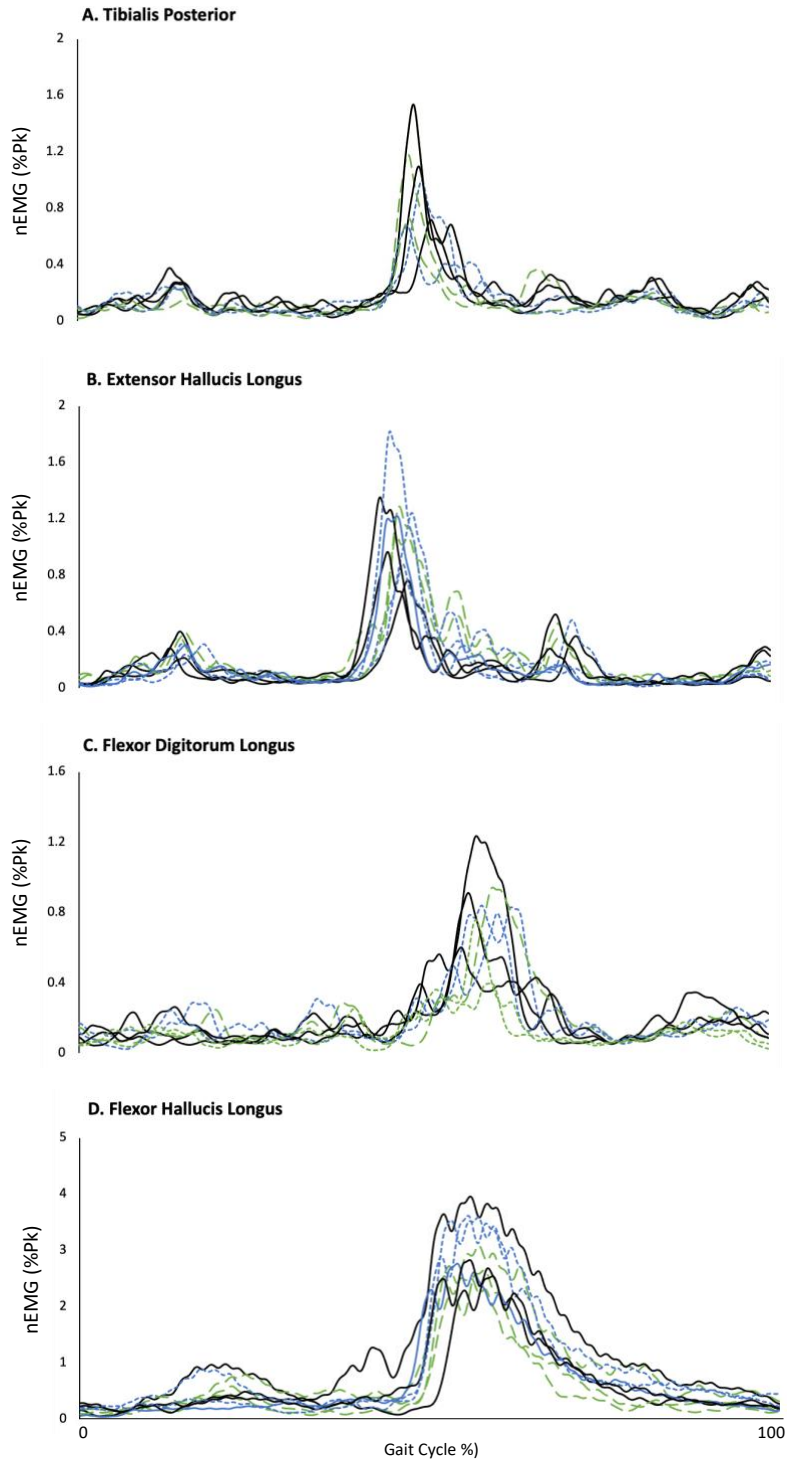 A. Tibialis Posterior
2
1.6
1.2
0.8
0.4
0
nEMG (%Pk)
B. Extensor Hallucis Longus
2
1.6
1.2
0.8
0.4
0
nEMG (%Pk)
C. Flexor Digitorum Longus
1.6
1.2
0.8
0.4
0
nEMG (%Pk)
D. Flexor Hallucis Longus
5
4
3
2
1
0
nEMG (%Pk)
0 100
Gait Cycle %)